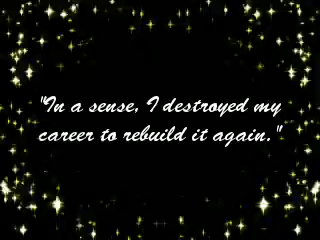 "In a sense, I destroyed my
career to rebuild it again."